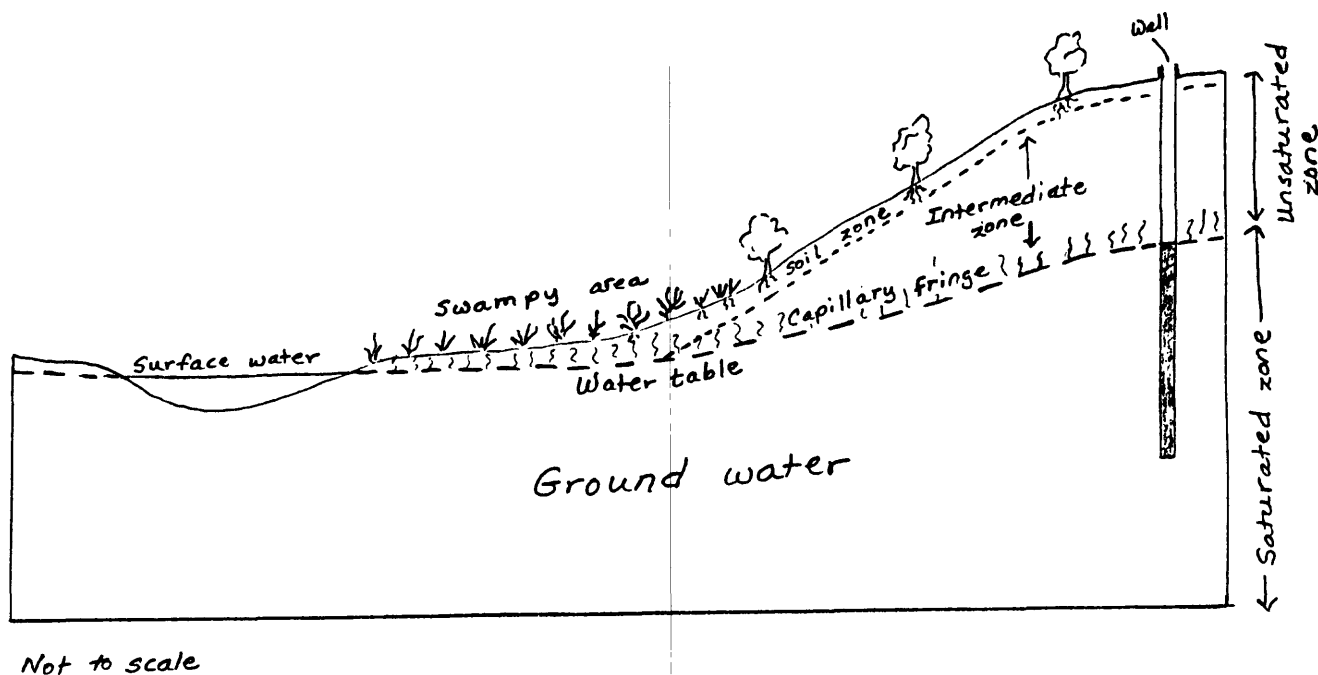 Well
Unsaturated
zone
Intermediate
zone
soil zone
Swampy area
Capillary fringe
Surface water
Water table
Saturated zone
Ground water
Not to scale